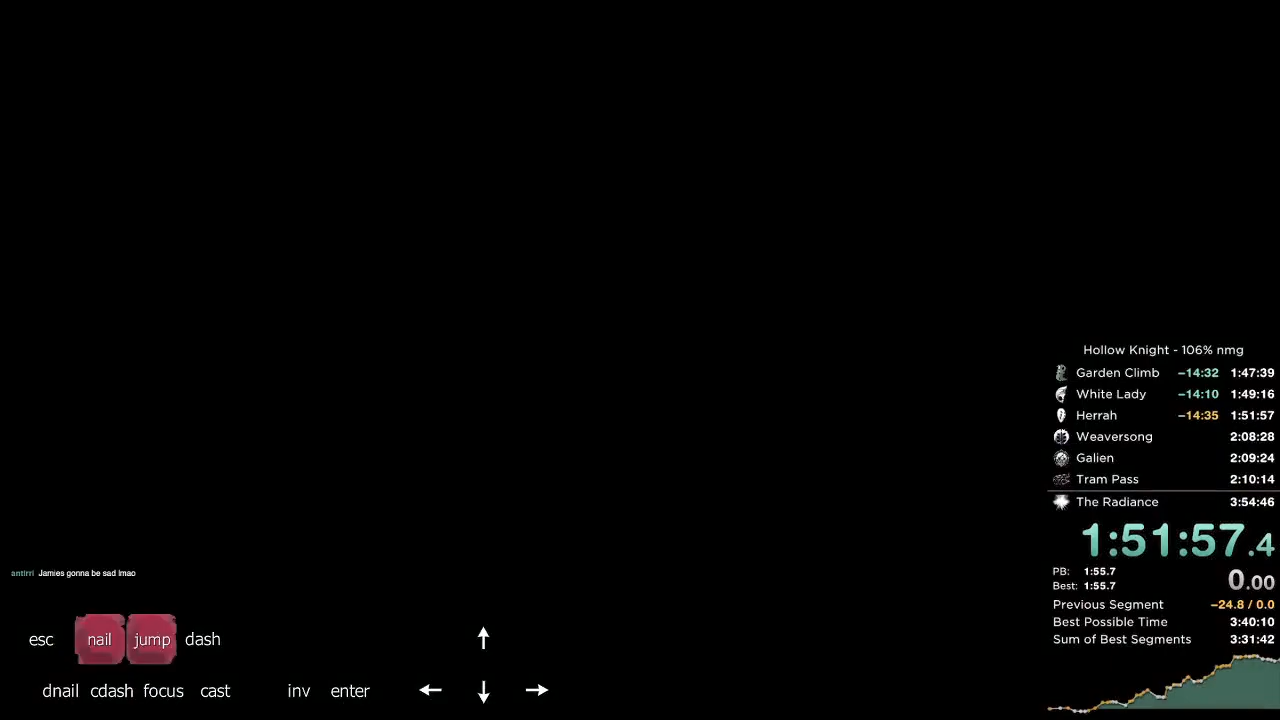 Hollow Knight - 106% nmg
Garden Climb −14:32 1:47:39
White Lady −14:10 1:49:16
Herrah −14:35 1:51:57
Weaversong 2:08:28
Galien 2:09:24
Tram Pass 2:10:14
The Radiance 3:54:46
1:51:57.4
PB: 1:55.7
Best: 1:55.7
0.00
Previous Segment −24.8 / 0.0
Best Possible Time 3:40:10
Sum of Best Segments 3:31:42
antirri Jamies gonna be sad lmao
esc nail jump dash
dnail cdash focus cast inv enter